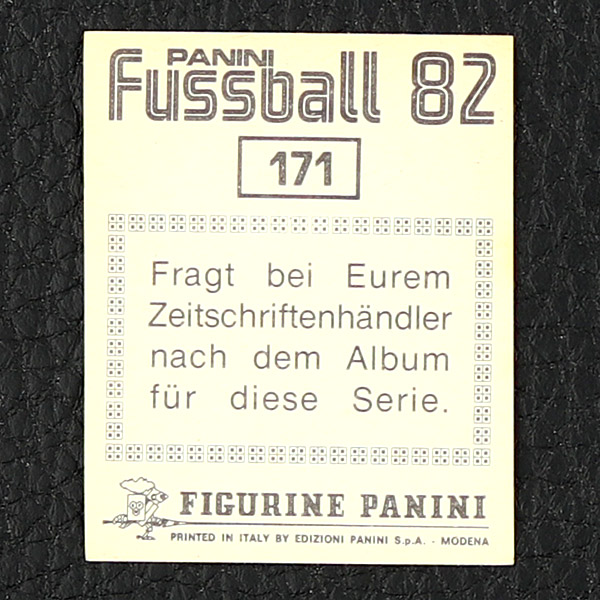 PANINI
Fussball 82
171
Fragt bei Eurem
Zeitschriftenhändler
nach dem Album
für diese Serie.
FIGURINE PANINI
PRINTED IN ITALY BY EDIZIONI PANINI S.p.A. - MODENA